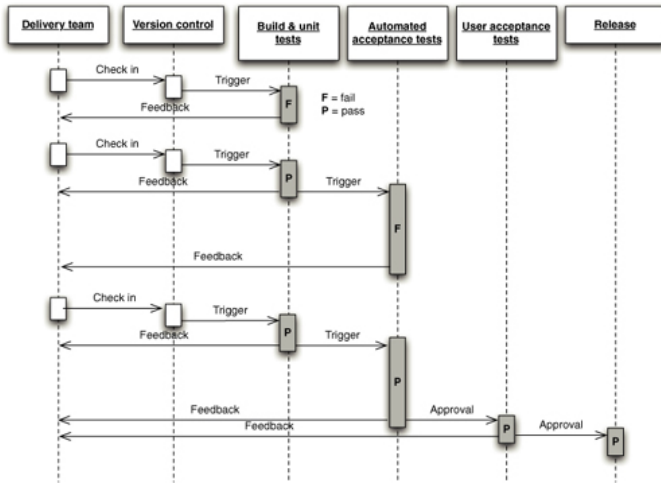 Delivery team
Version control
Build & unit
tests
Automated
acceptance tests
User acceptance
tests
Release
Check in
Trigger
Feedback
F
F = fail
P = pass
Check in
Trigger
Feedback
P
Trigger
F
Feedback
Check in
Trigger
Feedback
P
Trigger
P
Feedback
Approval
Feedback
P
Approval
P